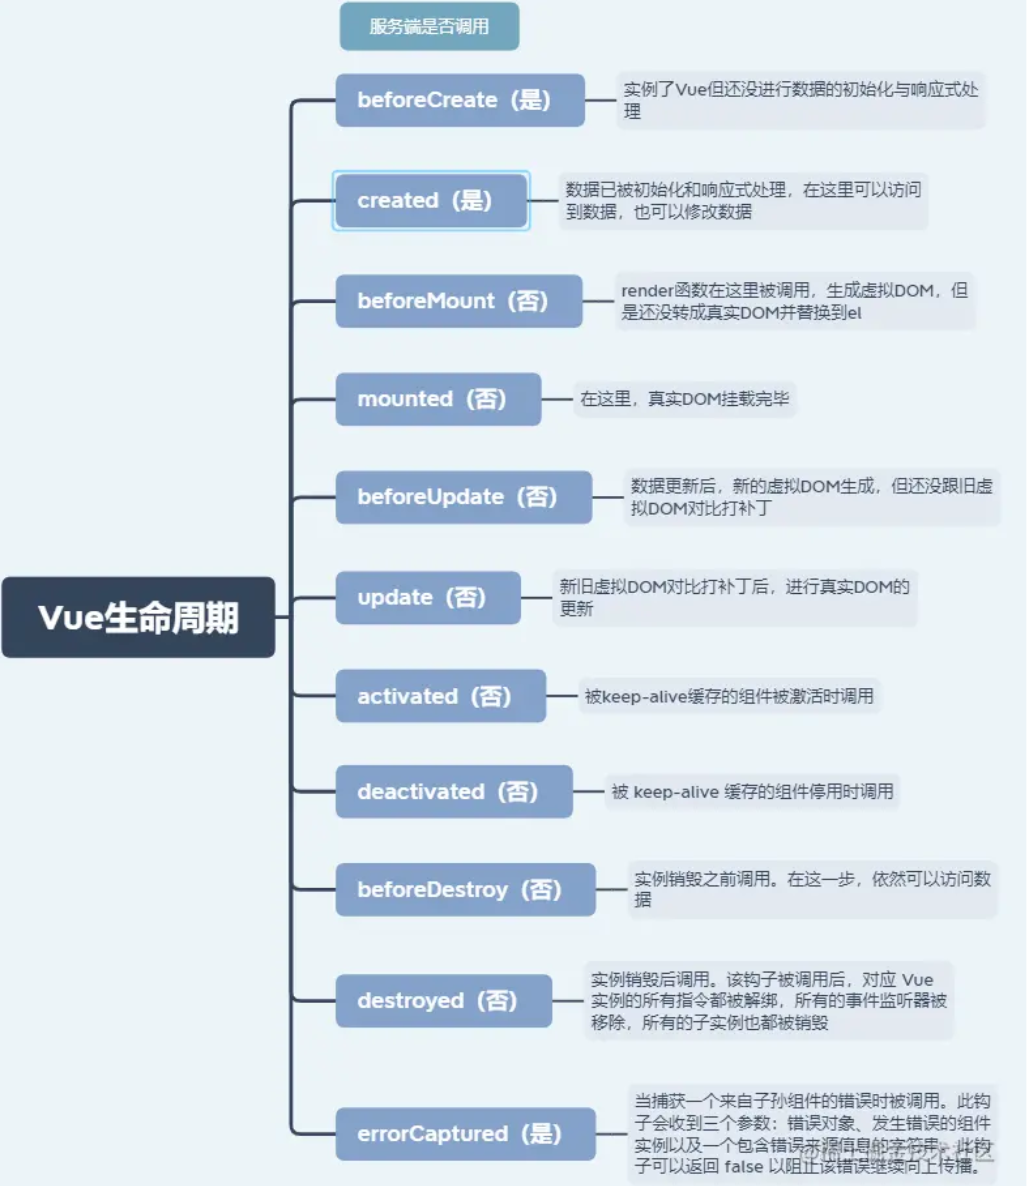 服务端是否调用
beforeCreate（是）
实例了Vue但还没进行数据的初始化与响应式处
理
created（是）
数据已被初始化和响应式处理，在这里可以访问
到数据，也可以修改数据
beforeMount（否）
render函数在这里被调用，生成虚拟DOM，但
是还没转成真实DOM并替换到el
mounted（否）
在这里，真实DOM挂载完毕
beforeUpdate（否）
数据更新后，新的虚拟DOM生成，但还没跟旧虚
拟DOM对比打补丁
Vue生命周期
update（否）
新旧虚拟DOM对比打补丁后，进行真实DOM的
更新
activated（否）
被keep-alive缓存的组件被激活时调用
deactivated（否）
被 keep-alive 缓存的组件停用时调用
beforeDestroy（否）
实例销毁之前调用。在这一步，依然可以访问数
据
destroyed（否）
实例销毁后调用。该钩子被调用后，对应 Vue
实例的所有指令都被解绑，所有的事件监听器被
移除，所有的子实例也都被销毁
errorCaptured（是）
当捕获一个来自子孙组件的错误时被调用。此钩
子会收到三个参数：错误对象、发生错误的组件
实例以及一个包含错误来源信息的字符串。此钩
子可以返回 false 以阻止该错误继续向上传播。
@稀土掘金技术社区